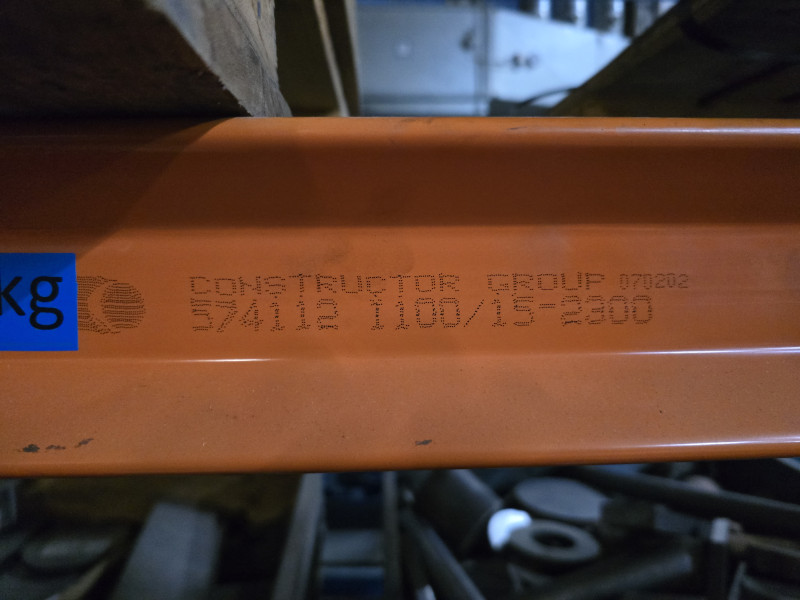 kg
CONSTRUCTOR GROUP 070202
574112 1100/15-2300